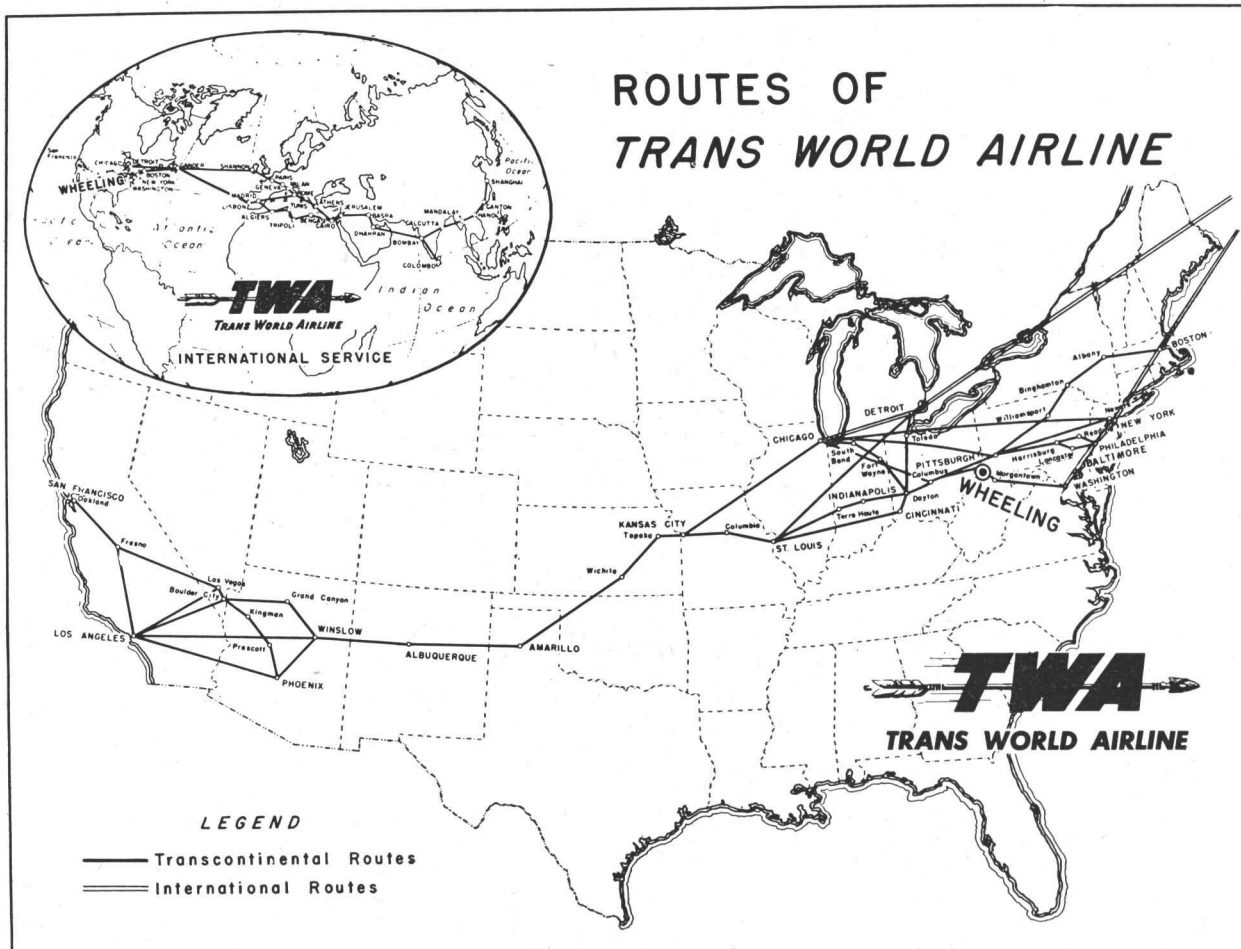 ROUTES OF
TRANS WORLD AIRLINE
San
Francisco
CHICAGO
DETROIT
GANDER
SHANNON
BOSTON
NEW YORK
WASHINGTON
WHEELING
PARIS
GENEVA
MILAN
ROME
MADRID
LISBON
ALGIERS
TUNIS
TRIPOLI
ATHENS
CAIRO
JERUSALEM
BASRA
DHAHRAN
BOMBAY
CALCUTTA
COLOMBO
MANDALAY
HANOI
CANTON
SHANGHAI
Pacific
Ocean
Atlantic
Ocean
Indian
Ocean
TWA
TRANS WORLD AIRLINE
INTERNATIONAL SERVICE
SAN FRANCISCO
Oakland
Fresno
LOS ANGELES
Las Vegas
Boulder City
Kingman
Grand Canyon
Prescott
PHOENIX
WINSLOW
ALBUQUERQUE
AMARILLO
Wichita
Topeka
KANSAS CITY
Columbia
ST. LOUIS
CHICAGO
South
Bend
Fort
Wayne
DETROIT
Toledo
INDIANAPOLIS
Terre Haute
Dayton
Columbus
CINCINNATI
PITTSBURGH
Morgantown
WHEELING
Harrisburg
Lancaster
Williamsport
Binghamton
Albany
BOSTON
NEW YORK
PHILADELPHIA
BALTIMORE
WASHINGTON
TWA
TRANS WORLD AIRLINE
LEGEND
Transcontinental Routes
International Routes